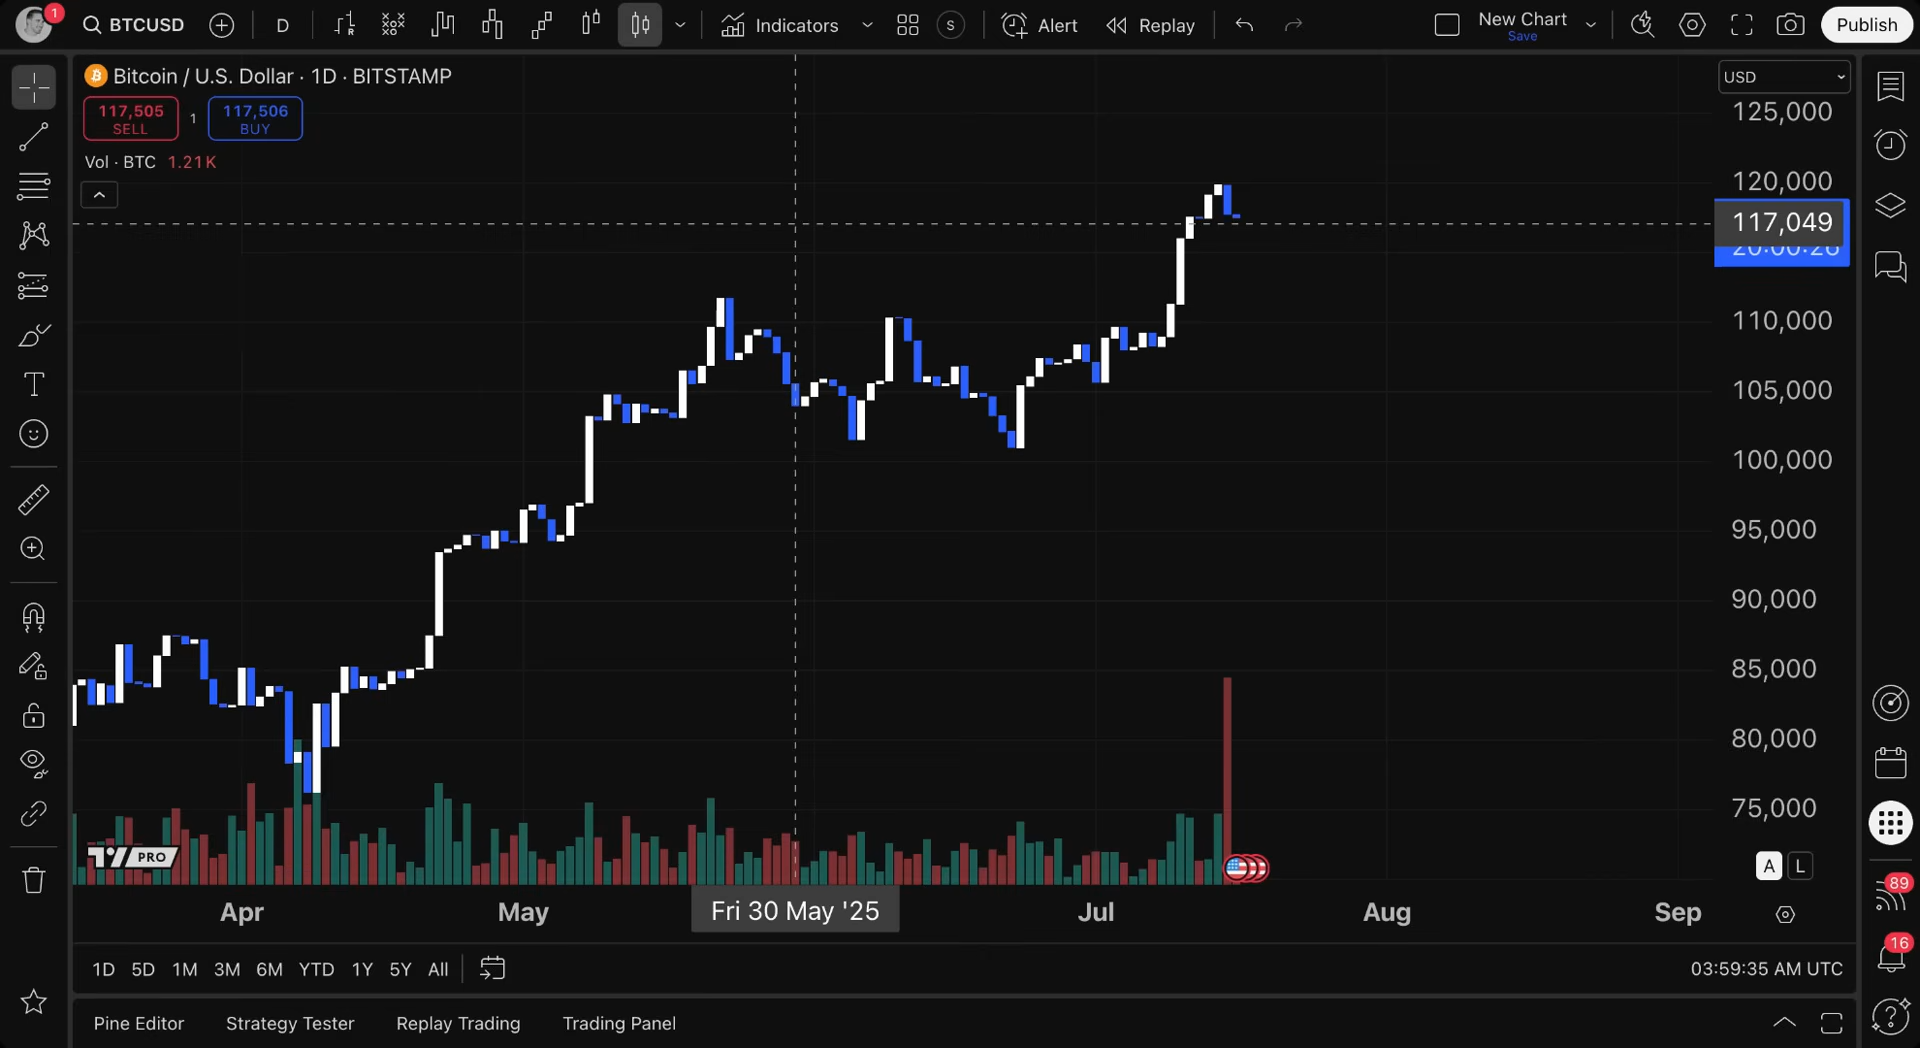 1
BTCUSD
D
Indicators
S
Alert
Replay
New Chart
Save
Publish
Bitcoin / U.S. Dollar · 1D · BITSTAMP
117,505
SELL
1
117,506
BUY
Vol · BTC 1.21 K
USD
125,000
120,000
117,049
20:00:26
110,000
105,000
100,000
95,000
90,000
85,000
80,000
75,000
PRO
A
L
Apr
May
Fri 30 May '25
Jul
Aug
Sep
89
16
1D 5D 1M 3M 6M YTD 1Y 5Y All
03:59:35 AM UTC
Pine Editor
Strategy Tester
Replay Trading
Trading Panel